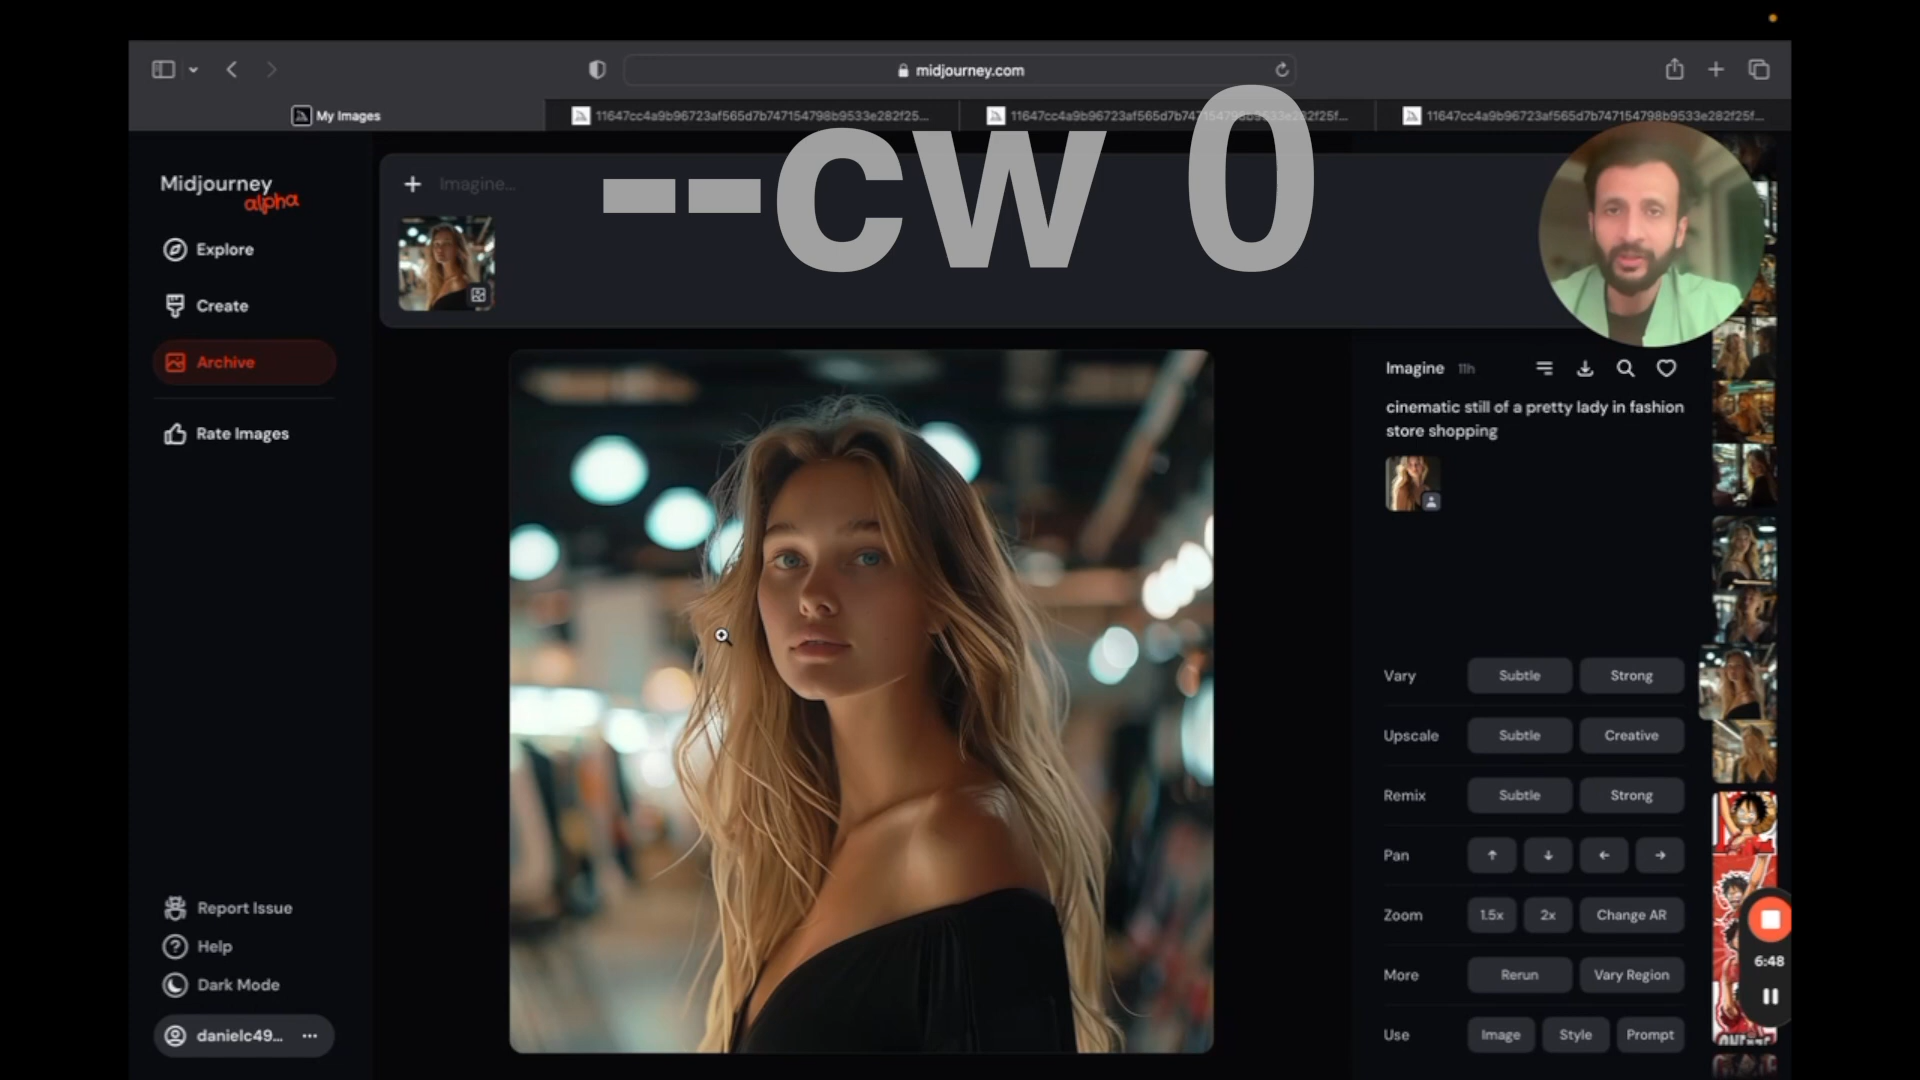 midjourney.com
My Images
11647cc4a9b96723af565d7b747154798b9533e282f25...
11647cc4a9b96723af565d7b747154798b9533e282f25f...
11647cc4a9b96723af565d7b747154798b9533e282f25f...
--cw 0
Midjourney
alpha
Imagine...
Explore
Create
Archive
Rate Images
Report Issue
Help
Dark Mode
danielc49... ...
Imagine 11h
cinematic still of a pretty lady in fashion
store shopping
Vary Subtle Strong
Upscale Subtle Creative
Remix Subtle Strong
Pan ↑ ↓ ← →
Zoom 1.5x 2x Change AR
More Rerun Vary Region
Use Image Style Prompt
6:48